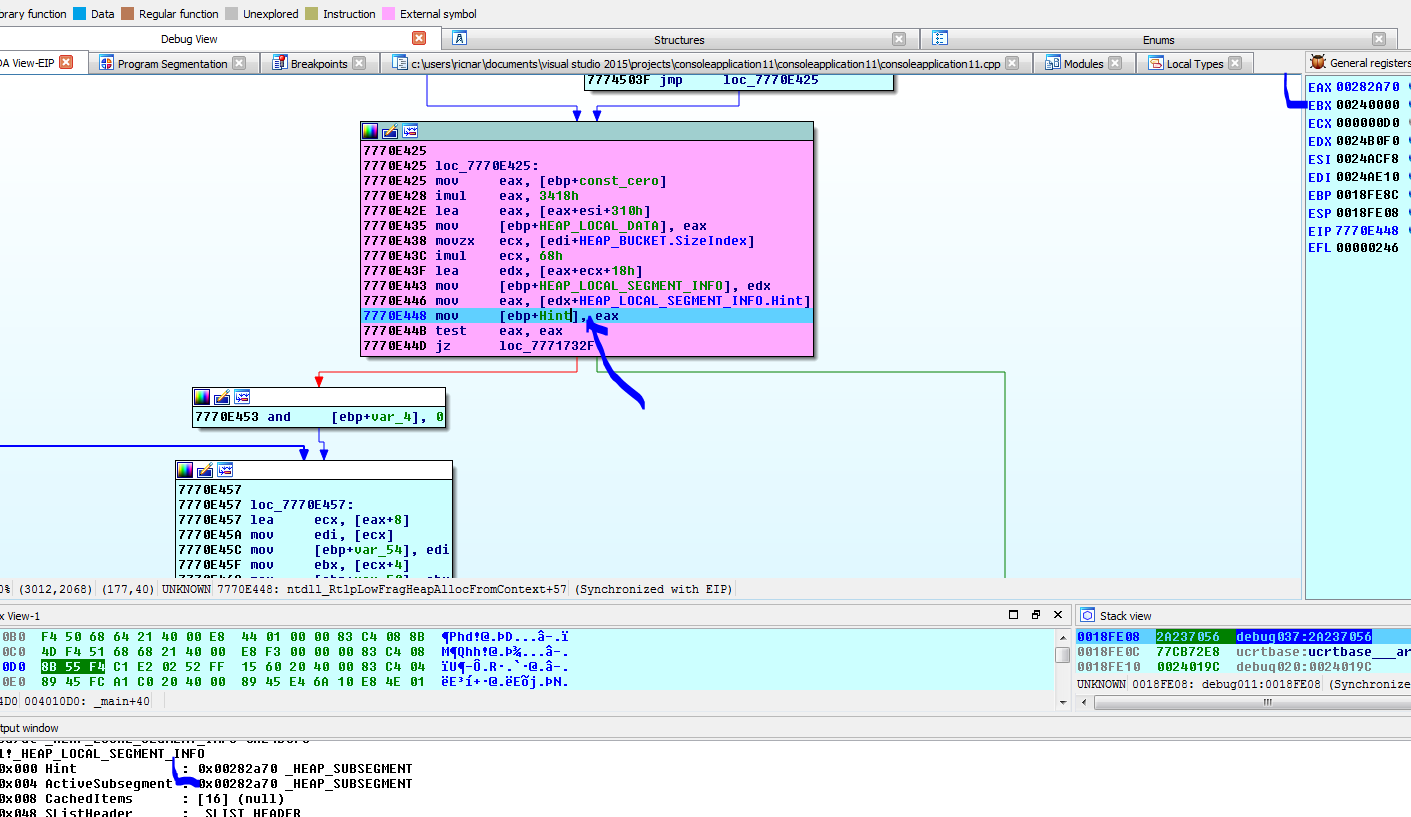 library function Data Regular function Unexplored Instruction External symbol
Debug View Structures Enums
IDA View-EIP Program Segmentation Breakpoints c:\users\ricnar\documents\visual studio 2015\projects\consoleapplication11\consoleapplication11\consoleapplication11.cpp Modules Local Types General registers
7774503F jmp loc_7770E425
EAX 00282A70
EBX 00240000
ECX 000000D0
EDX 0024B0F0
ESI 0024ACF8
EDI 0024AE10
EBP 0018FE8C
ESP 0018FE08
EIP 7770E448
EFL 00000246
7770E425
7770E425 loc_7770E425:
7770E425 mov eax, [ebp+const_cero]
7770E428 imul eax, 3418h
7770E42E lea eax, [eax+esi+310h]
7770E435 mov [ebp+HEAP_LOCAL_DATA], eax
7770E438 movzx ecx, [edi+HEAP_BUCKET.SizeIndex]
7770E43C imul ecx, 68h
7770E43F lea edx, [eax+ecx+18h]
7770E443 mov [ebp+HEAP_LOCAL_SEGMENT_INFO], edx
7770E446 mov eax, [edx+HEAP_LOCAL_SEGMENT_INFO.Hint]
7770E448 mov [ebp+Hint], eax
7770E44B test eax, eax
7770E44D jz loc_7771732F
7770E453 and [ebp+var_4], 0
7770E457
7770E457 loc_7770E457:
7770E457 lea ecx, [eax+8]
7770E45A mov edi, [ecx]
7770E45C mov [ebp+var_54], edi
7770E45F mov ebx, [ecx+4]
0% (3012,2068) (177,40) UNKNOWN 7770E448: ntdll_RtlpLowFragHeapAllocFromContext+57 (Synchronized with EIP)
x View-1
0B0 F4 50 68 64 21 40 00 E8 44 01 00 00 83 C4 08 8B ¶Phd!@.ÞD...â-.ï
0C0 4D F4 51 68 68 21 40 00 E8 F3 00 00 00 83 C4 08 M¶Qhh!@.Þ¾...â-.
0D0 8B 55 F4 C1 E2 02 52 FF 15 60 20 40 00 83 C4 04 ïU¶-Ô.R·.`·@.â-.
0E0 89 45 FC A1 C0 20 40 00 89 45 E4 6A 10 E8 4E 01 ëE³í+·@.ëEõj.ÞN.
4D0 004010D0: _main+40
Stack view
0018FE08 2A237056 debug037:2A237056
0018FE0C 77CB72E8 ucrtbase:ucrtbase___ar
0018FE10 0024019C debug020:0024019C
UNKNOWN 0018FE08: debug011:0018FE08 (Synchronize
tput window
l!_HEAP_LOCAL_SEGMENT_INFO
0x000 Hint : 0x00282a70 _HEAP_SUBSEGMENT
0x004 ActiveSubsegment : 0x00282a70 _HEAP_SUBSEGMENT
0x008 CachedItems : [16] (null)
0x048 SListHeader : _SLIST_HEADER